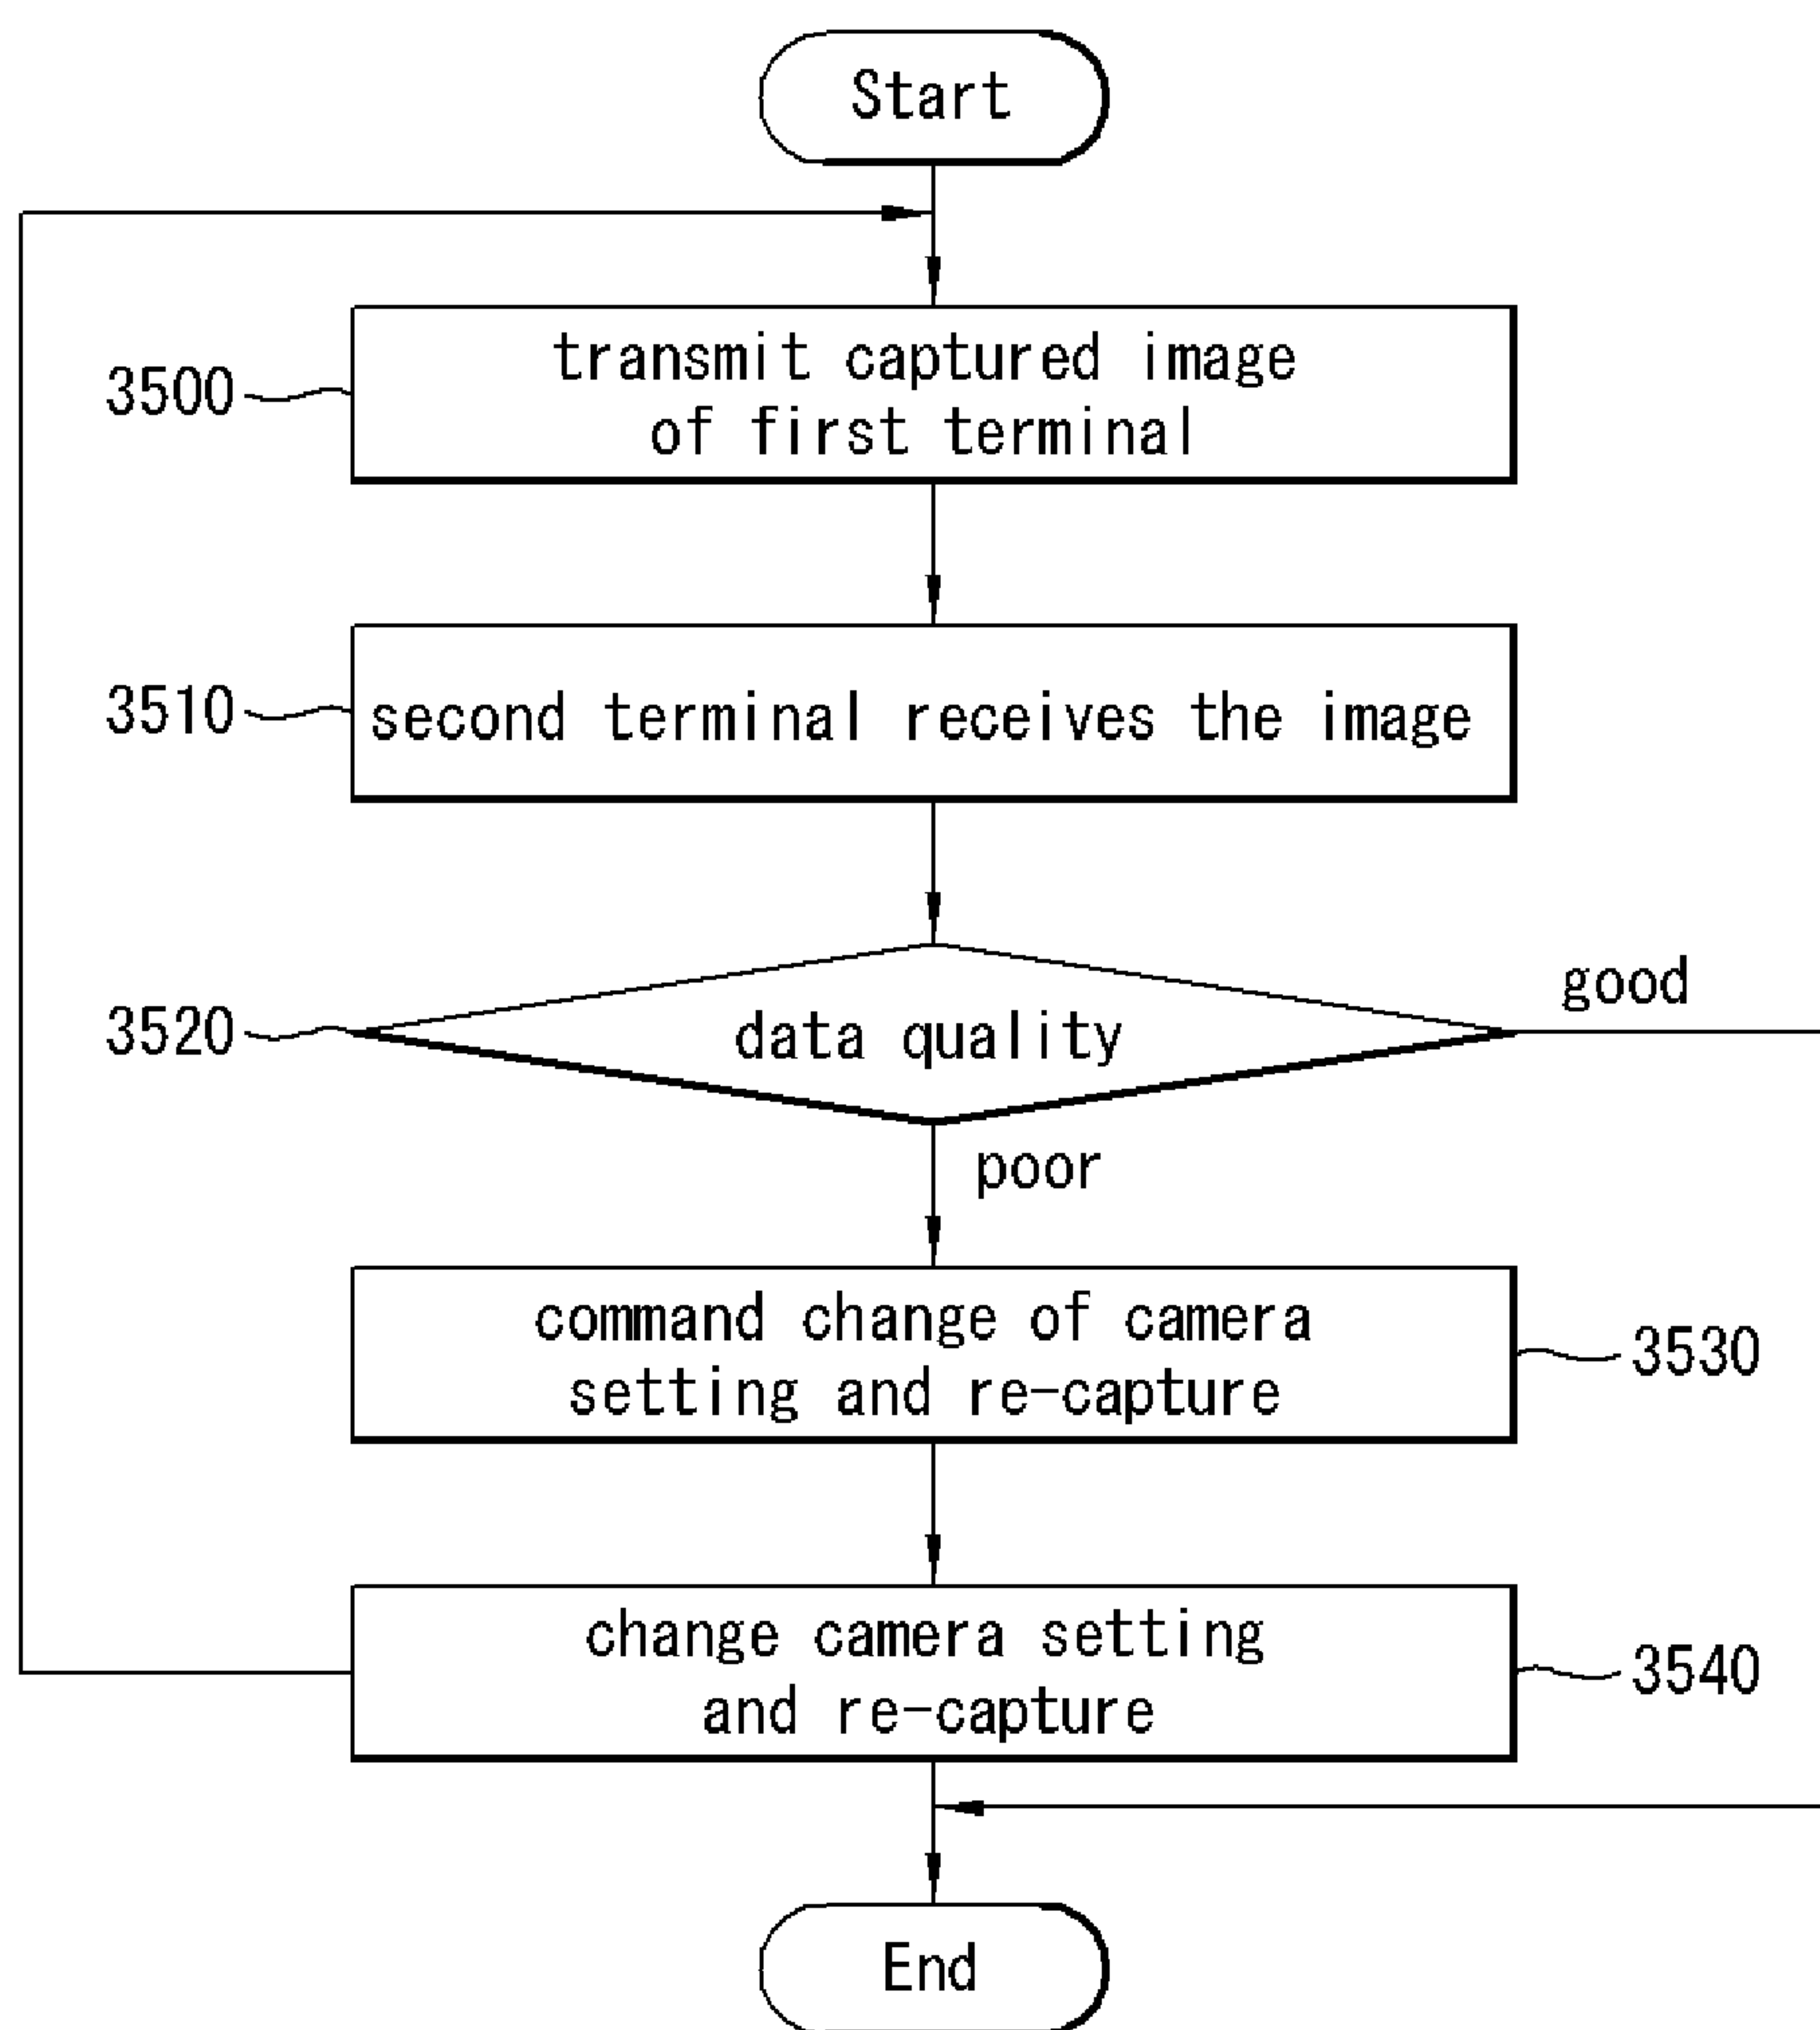 Start
3500
transmit captured image
of first terminal
3510
second terminal receives the image
3520
data quality
good
poor
command change of camera
setting and re-capture
3530
change camera setting
and re-capture
3540
End